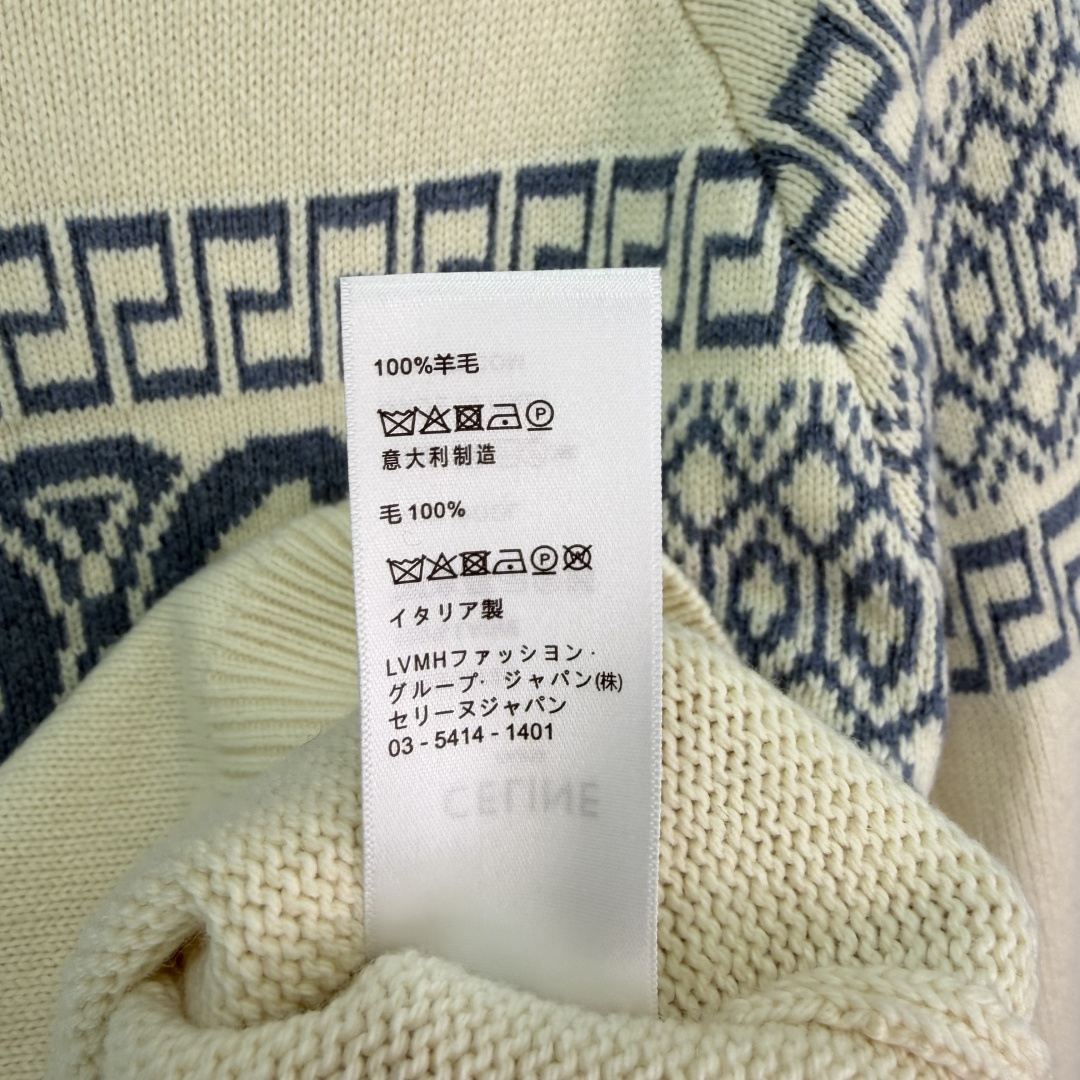 100%羊毛
意大利制造
毛 100%
イタリア製
LVMHファッション・
グループ・ジャパン(株)
セリーヌジャパン
03 - 5414 - 1401
CELINE